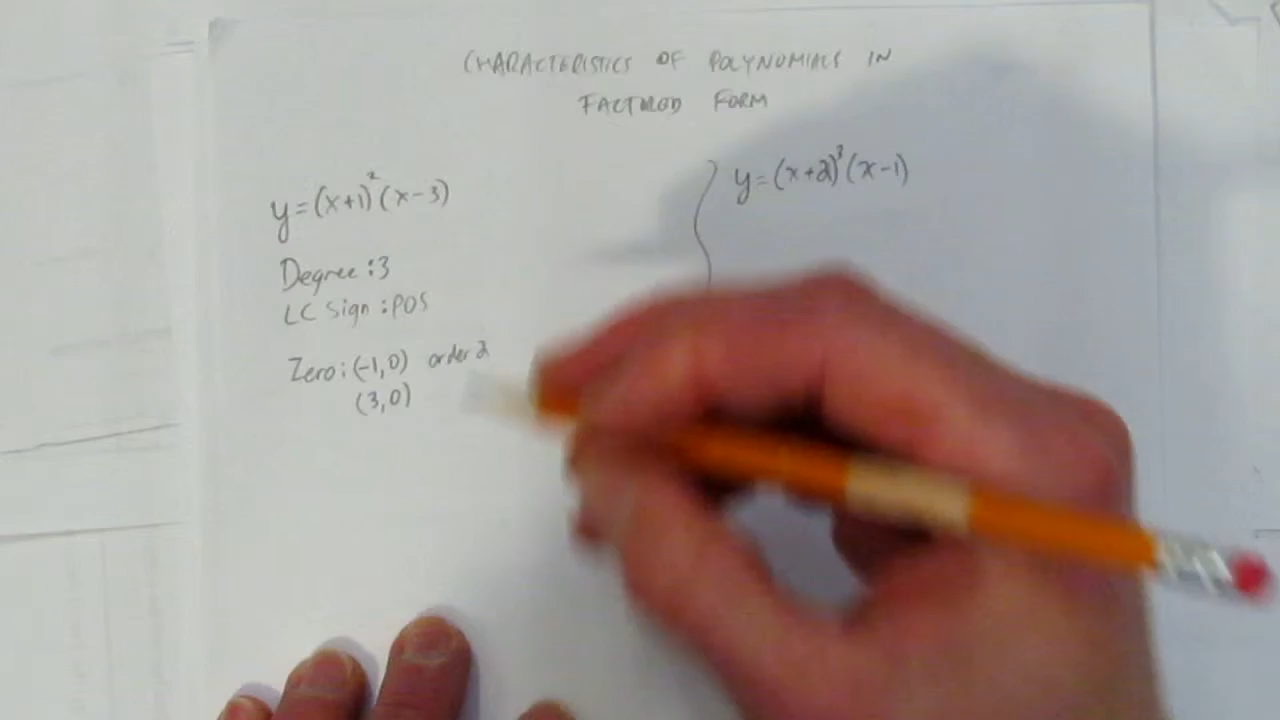 CHARACTERISTICS OF POLYNOMIALS IN
FACTORED FORM
y=(x+1)²(x-3)
Degree:3
LC Sign:POS
Zero:(-1,0) order 2
(3,0)
y=(x+2)³(x-1)